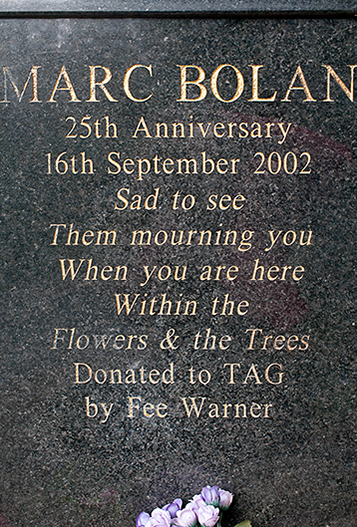 MARC BOLAN
25th Anniversary
16th September 2002
Sad to see
Them mourning you
When you are here
Within the
Flowers & the Trees
Donated to TAG
by Fee Warner